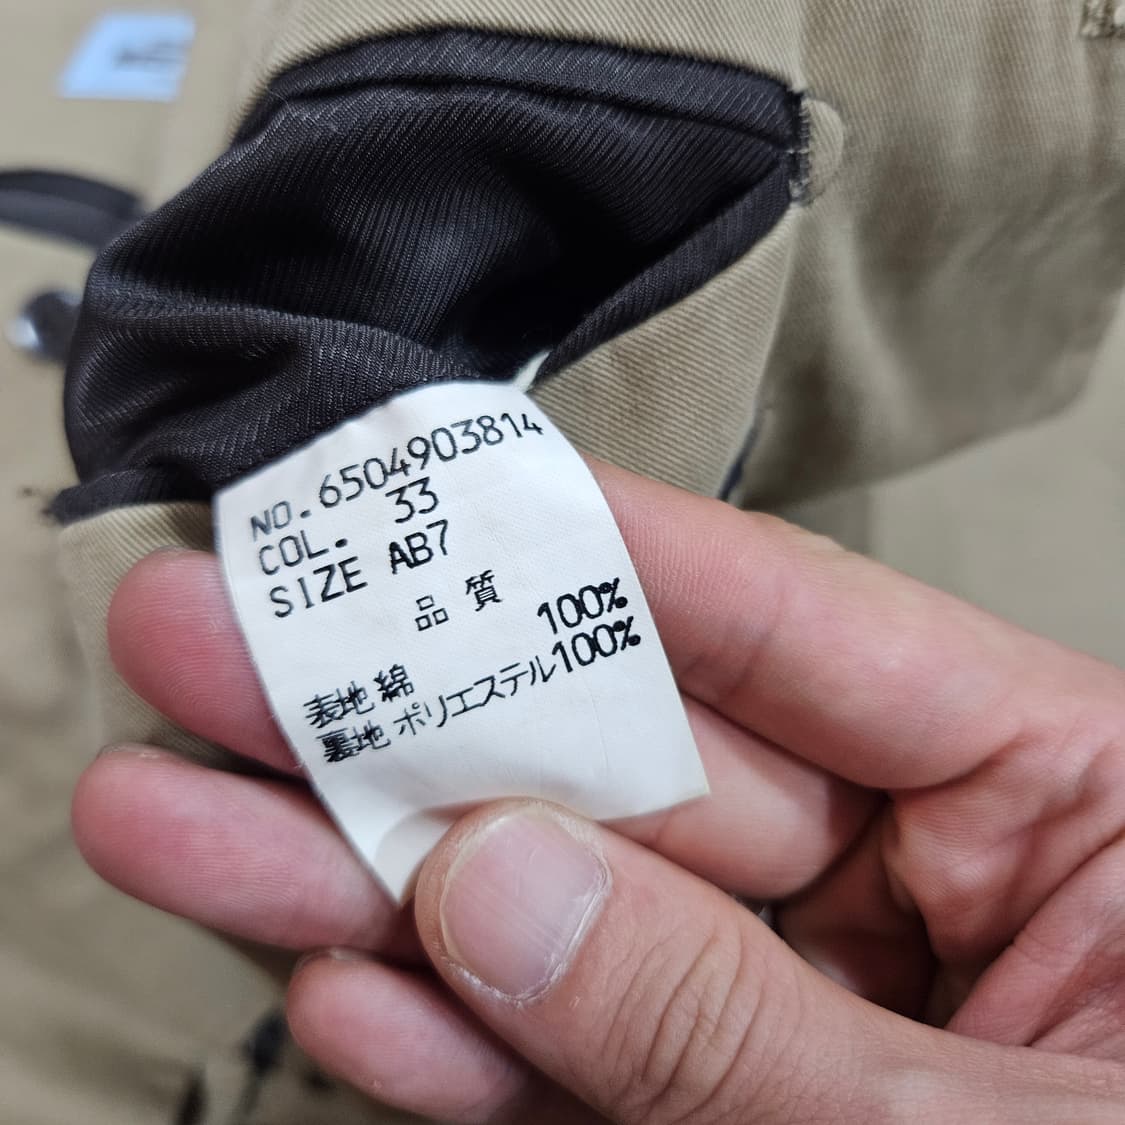 NO.6504903814
COL. 33
SIZE AB7
品 質
表地 綿 100%
裏地 ポリエステル100%